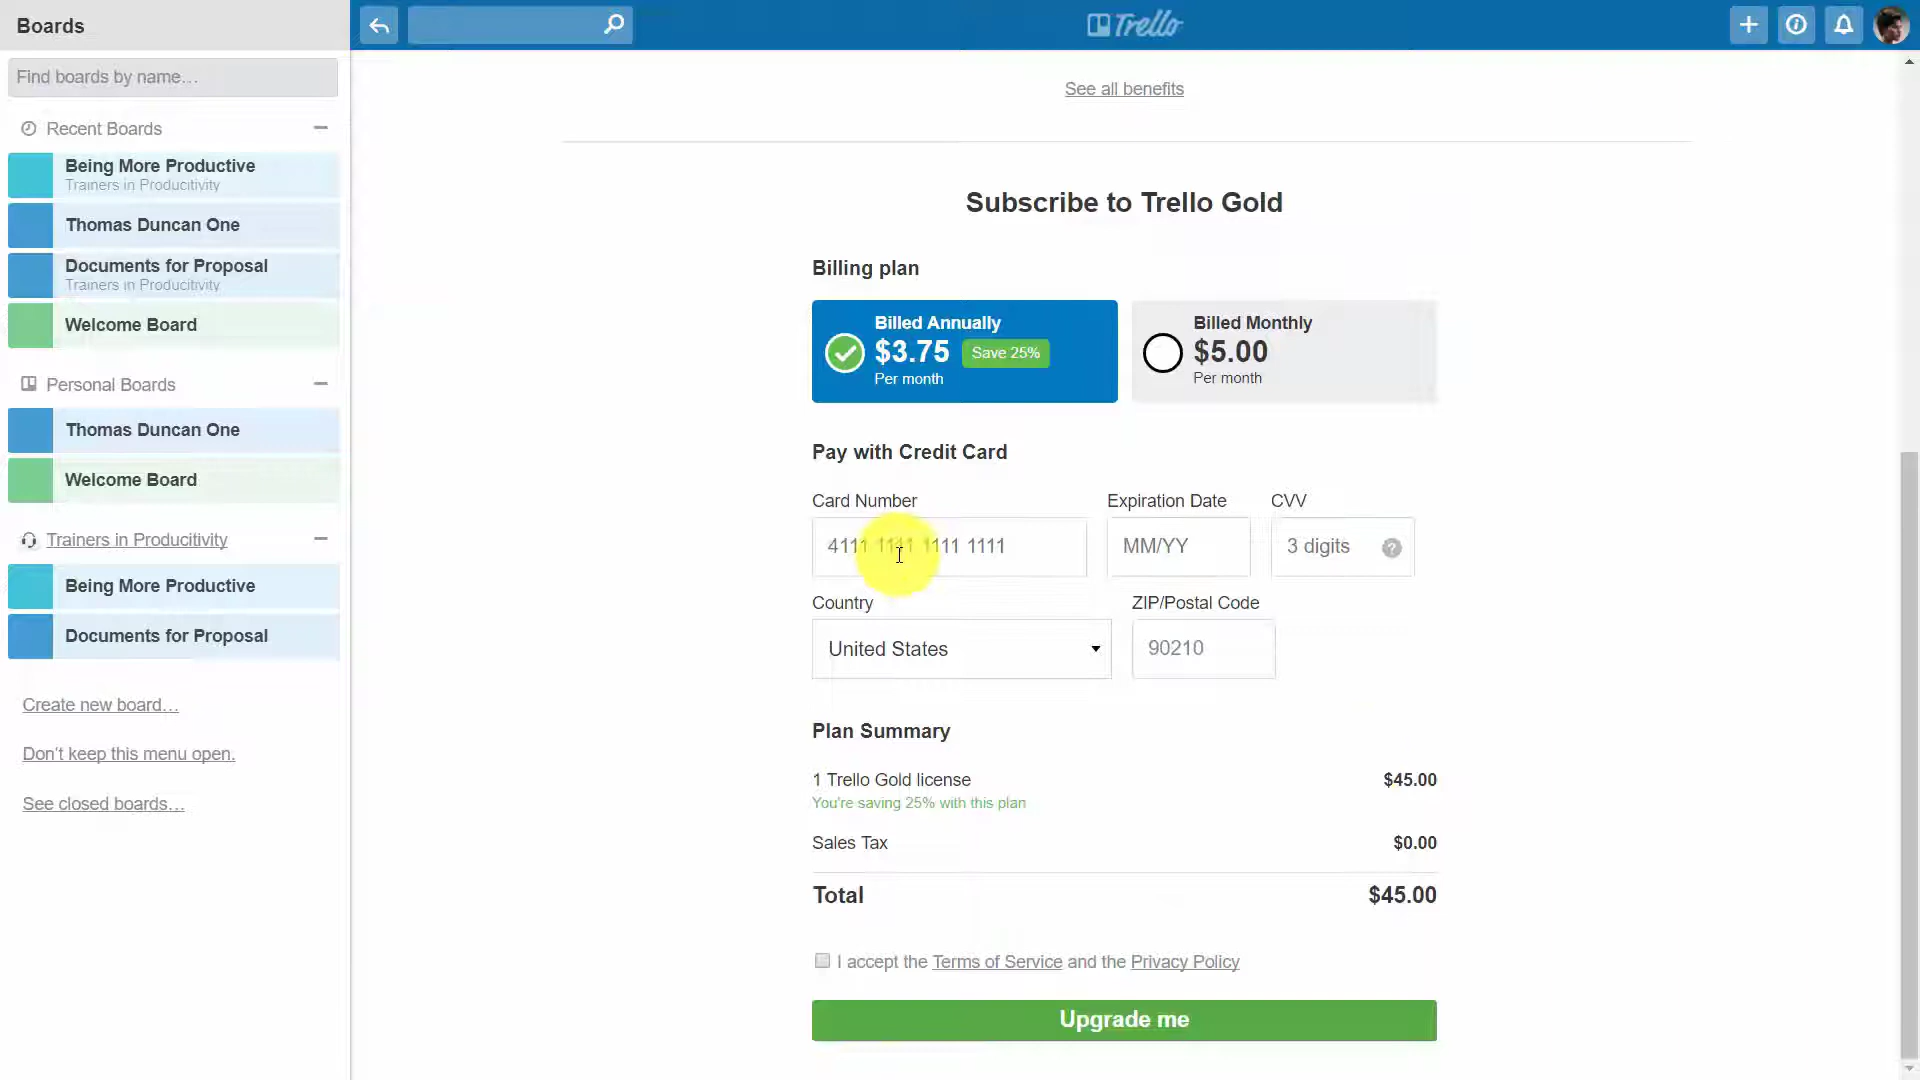 Boards
Trello
Find boards by name…
Recent Boards
Being More Productive
Trainers in Producitivity
Thomas Duncan One
Documents for Proposal
Trainers in Producitivity
Welcome Board
Personal Boards
Thomas Duncan One
Welcome Board
Trainers in Producitivity
Being More Productive
Documents for Proposal
Create new board…
Don't keep this menu open.
See closed boards…
See all benefits
Subscribe to Trello Gold
Billing plan
Billed Annually
$3.75 Save 25%
Per month
Billed Monthly
$5.00
Per month
Pay with Credit Card
Card Number Expiration Date CVV
4111 1111 1111 1111 MM/YY 3 digits ?
Country ZIP/Postal Code
United States 90210
Plan Summary
1 Trello Gold license $45.00
You're saving 25% with this plan
Sales Tax $0.00
Total $45.00
I accept the Terms of Service and the Privacy Policy
Upgrade me